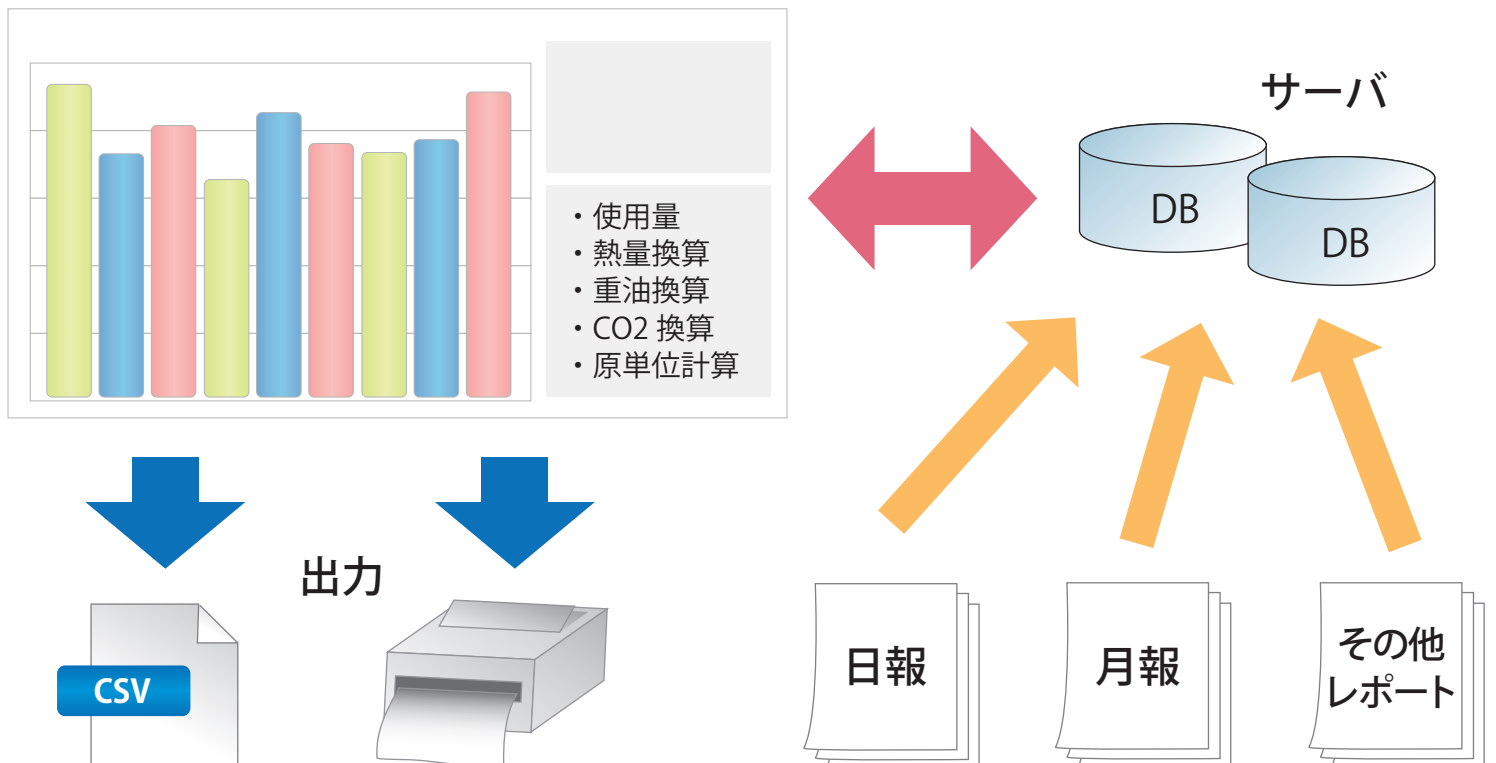 サーバ
DB
DB
・使用量
・熱量換算
・重油換算
・CO2 換算
・原単位計算
出力
CSV
日報
月報
その他
レポート